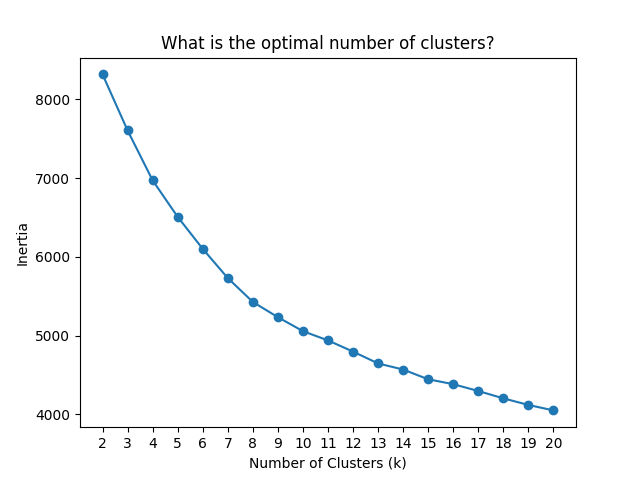 What is the optimal number of clusters?
8000
7000
6000
5000
4000
Inertia
2 3 4 5 6 7 8 9 10 11 12 13 14 15 16 17 18 19 20
Number of Clusters (k)